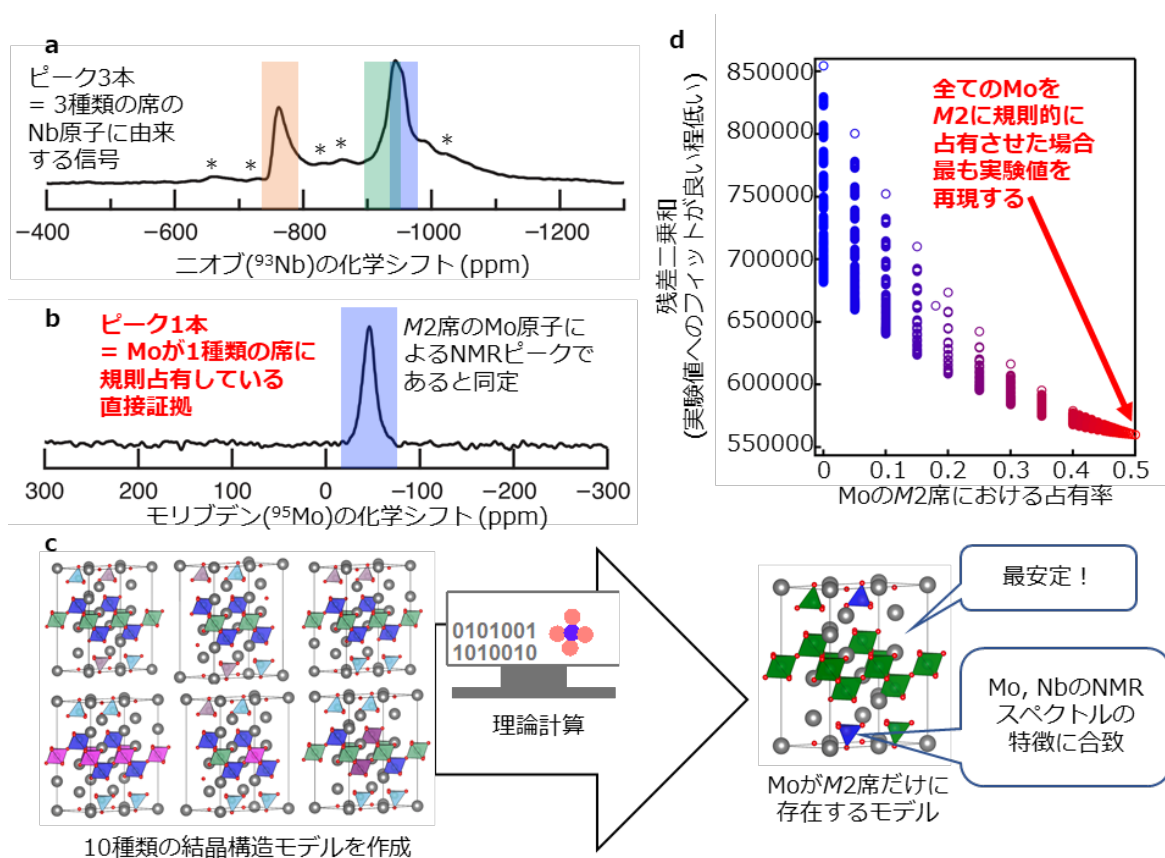 a
ピーク3本
= 3種類の席の
Nb原子に由来
する信号
* * * * *
−400 −600 −800 −1000 −1200
ニオブ(⁹³Nb)の化学シフト (ppm)
b
ピーク1本
= Moが1種類の席に
規則占有している
直接証拠
M2席のMo原子に
よるNMRピークで
あると同定
300 200 100 0 −100 −200 −300
モリブデン(⁹⁵Mo)の化学シフト (ppm)
d
残差二乗和
(実験値へのフィットが良い程低い)
850000
800000
750000
700000
650000
600000
550000
全てのMoを
M2に規則的に
占有させた場合
最も実験値を
再現する
0 0.1 0.2 0.3 0.4 0.5
MoのM2席における占有率
c
10種類の結晶構造モデルを作成
0101001
1010010
理論計算
最安定！
Mo, NbのNMR
スペクトルの
特徴に合致
MoがM2席だけに
存在するモデル